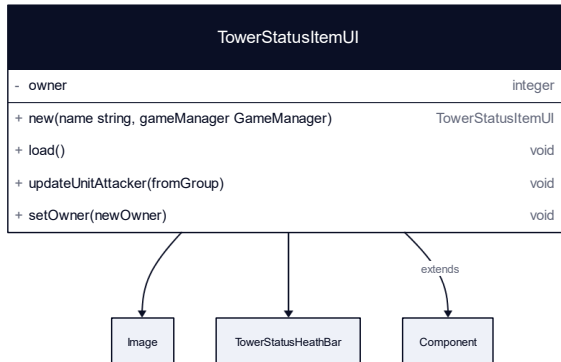 TowerStatusItemUI
- owner integer
+ new(name string, gameManager GameManager) TowerStatusItemUI
+ load() void
+ updateUnitAttacker(fromGroup) void
+ setOwner(newOwner) void
extends
Image TowerStatusHeathBar Component